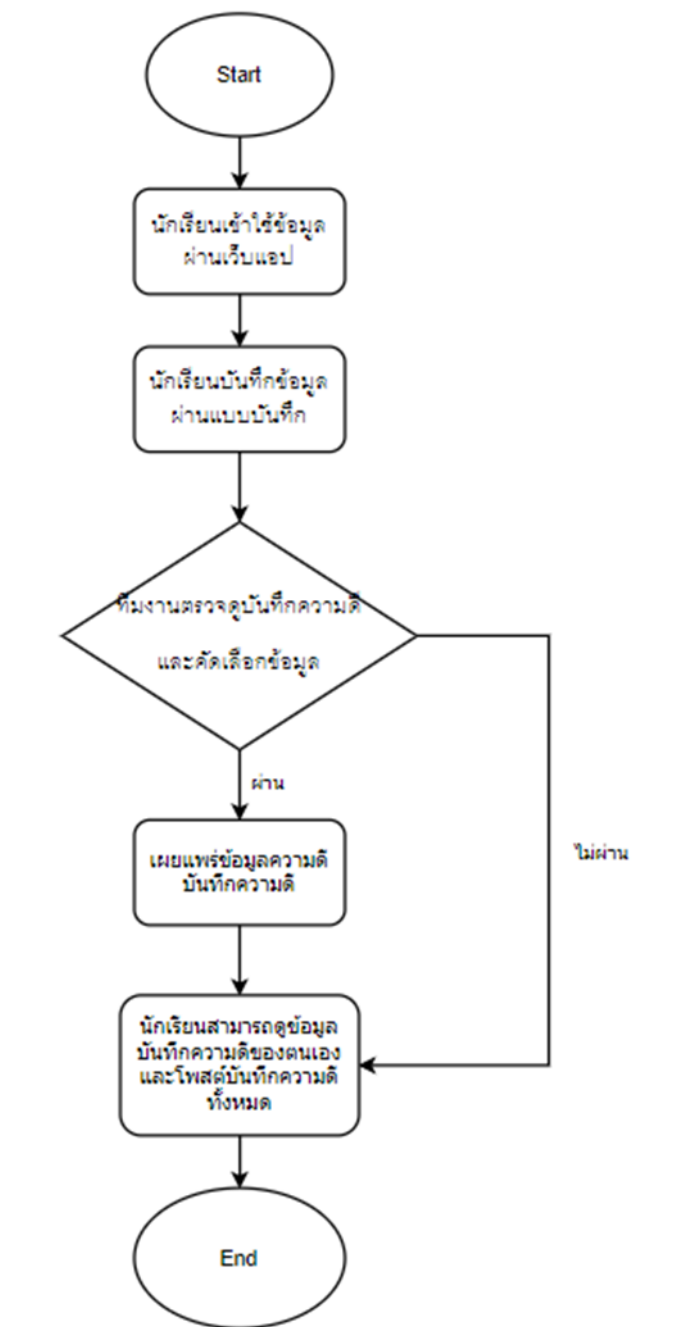 Start
นักเรียนเข้าใช้ข้อมูล
ผ่านเว็บแอป
นักเรียนบันทึกข้อมูล
ผ่านแบบบันทึก
ทีมงานตรวจดูบันทึกความดี
และคัดเลือกข้อมูล
ผ่าน
ไม่ผ่าน
เผยแพร่ข้อมูลความดี
บันทึกความดี
นักเรียนสามารถดูข้อมูล
บันทึกความดีของตนเอง
และโพสต์บันทึกความดี
ทั้งหมด
End